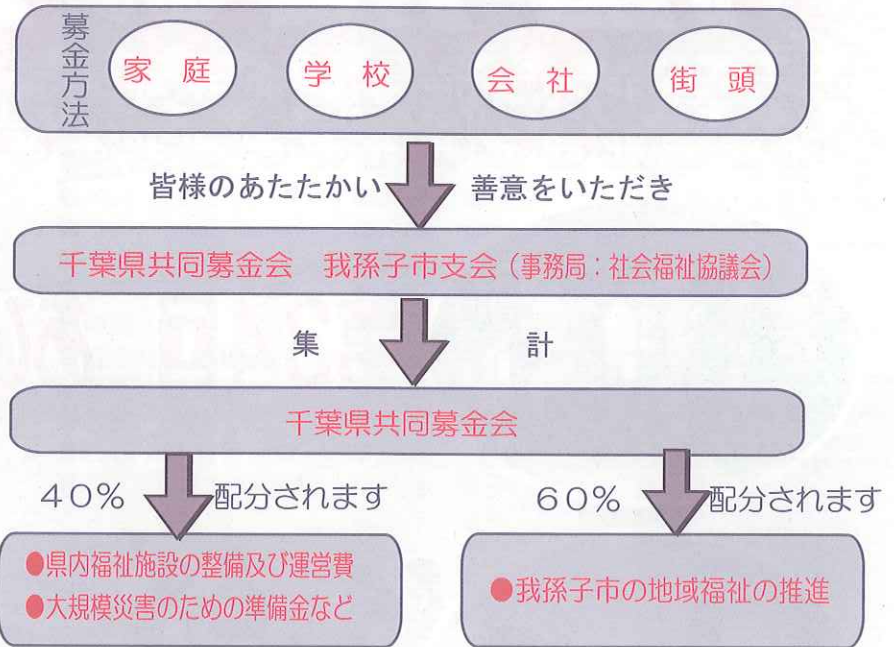 募金方法
家庭 学校 会社 街頭
皆様のあたたかい 善意をいただき
千葉県共同募金会 我孫子市支会(事務局:社会福祉協議会)
集 計
千葉県共同募金会
40% 配分されます
60% 配分されます
●県内福祉施設の整備及び運営費
●大規模災害のための準備金など
●我孫子市の地域福祉の推進